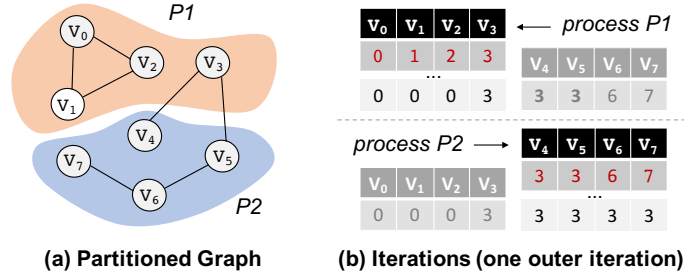 P1
V0
V2
V3
V1
V4
V7
V5
V6
P2
(a) Partitioned Graph
V0 V1 V2 V3
process P1
0 1 2 3
...
0 0 0 3
V4 V5 V6 V7
3 3 6 7
process P2
V4 V5 V6 V7
3 3 6 7
...
3 3 3 3
V0 V1 V2 V3
0 0 0 3
(b) Iterations (one outer iteration)